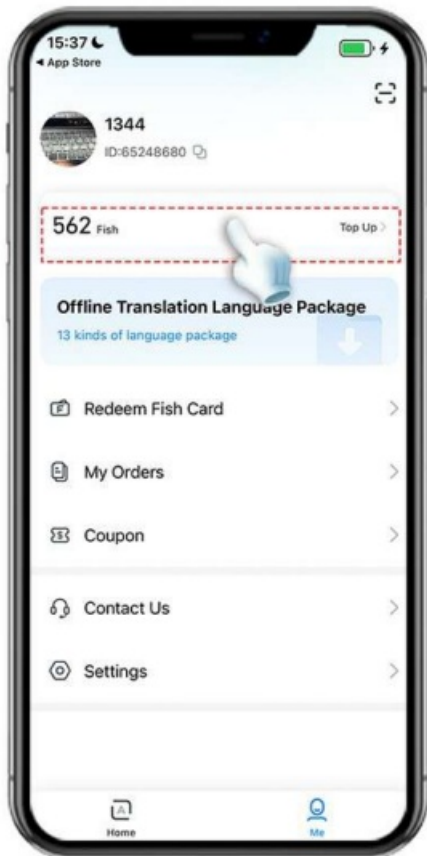 15:37
App Store
1344
ID:65248680
562 Fish
Top Up
Offline Translation Language Package
13 kinds of language package
Redeem Fish Card
My Orders
Coupon
Contact Us
Settings
Home
Me